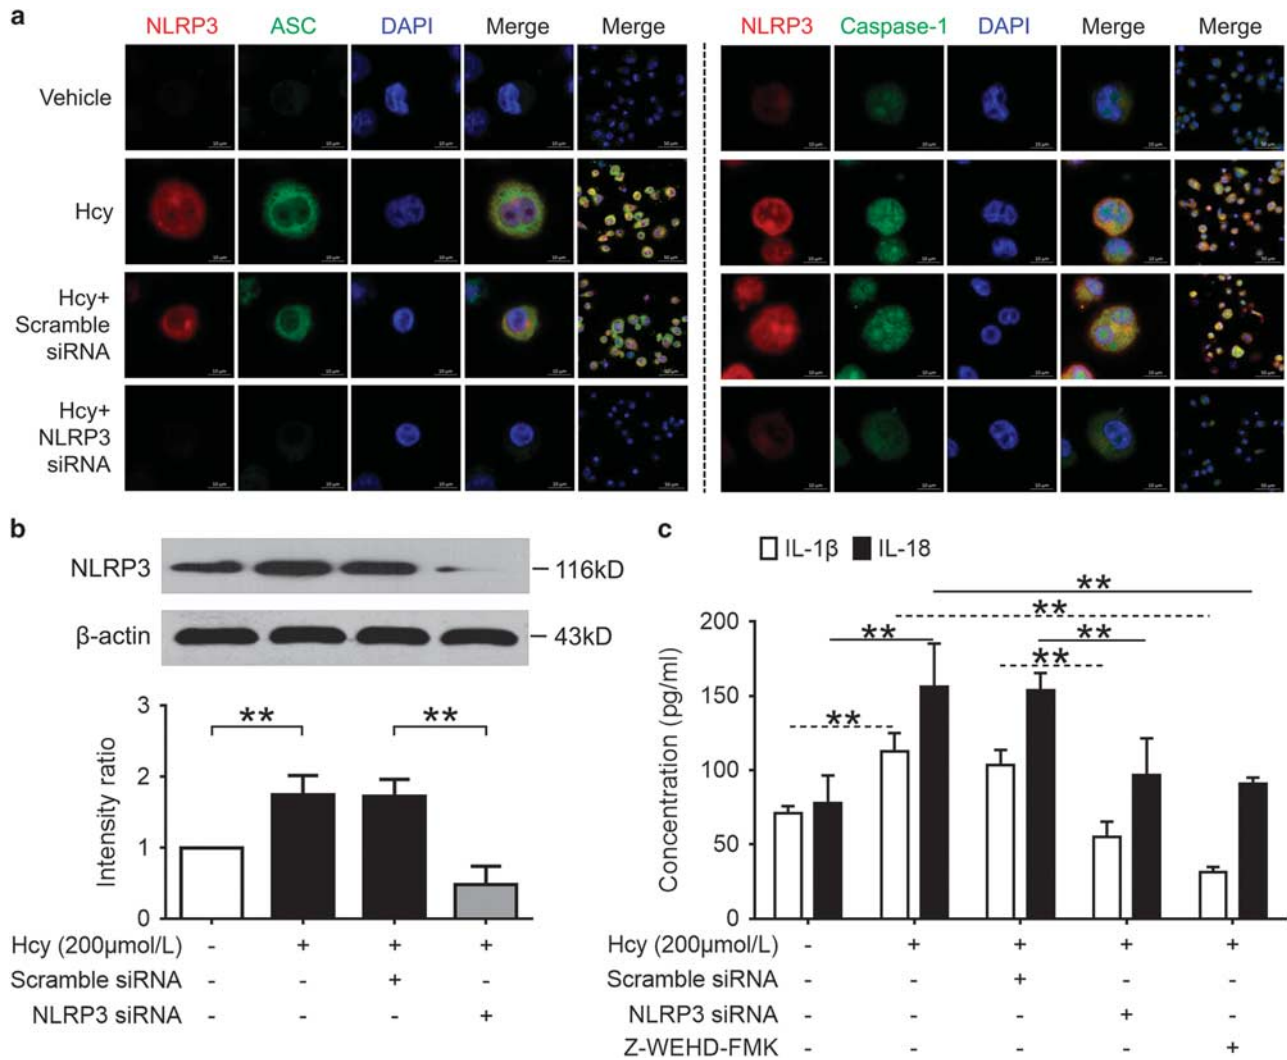 a
NLRP3 ASC DAPI Merge Merge NLRP3 Caspase-1 DAPI Merge Merge
Vehicle
Hcy
Hcy+
Scramble
siRNA
Hcy+
NLRP3
siRNA
b
NLRP3
116kD
β-actin
43kD
Intensity ratio
3
2
1
0
** **
Hcy (200μmol/L) - + + +
Scramble siRNA - - + -
NLRP3 siRNA - - - +
c
IL-1β IL-18
Concentration (pg/ml)
200
150
100
50
0
**
**
** **
**
**
Hcy (200μmol/L) - + + + +
Scramble siRNA - - + - -
NLRP3 siRNA - - - + -
Z-WEHD-FMK - - - - +